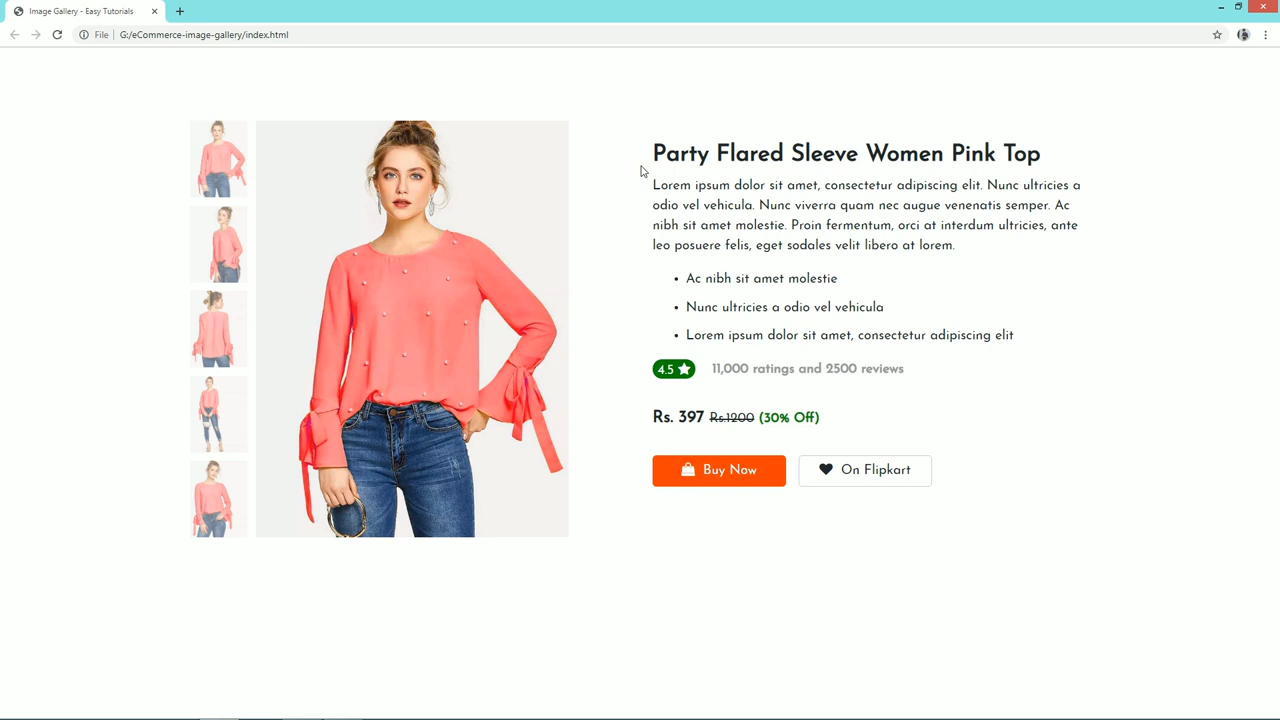 Image Gallery - Easy Tutorials
File
G:/eCommerce-image-gallery/index.html
Party Flared Sleeve Women Pink Top
Lorem ipsum dolor sit amet, consectetur adipiscing elit. Nunc ultricies a
odio vel vehicula. Nunc viverra quam nec augue venenatis semper. Ac
nibh sit amet molestie. Proin fermentum, orci at interdum ultricies, ante
leo posuere felis, eget sodales velit libero at lorem.
• Ac nibh sit amet molestie
• Nunc ultricies a odio vel vehicula
• Lorem ipsum dolor sit amet, consectetur adipiscing elit
4.5 ★ 11,000 ratings and 2500 reviews
Rs. 397 Rs.1200 (30% Off)
Buy Now
On Flipkart